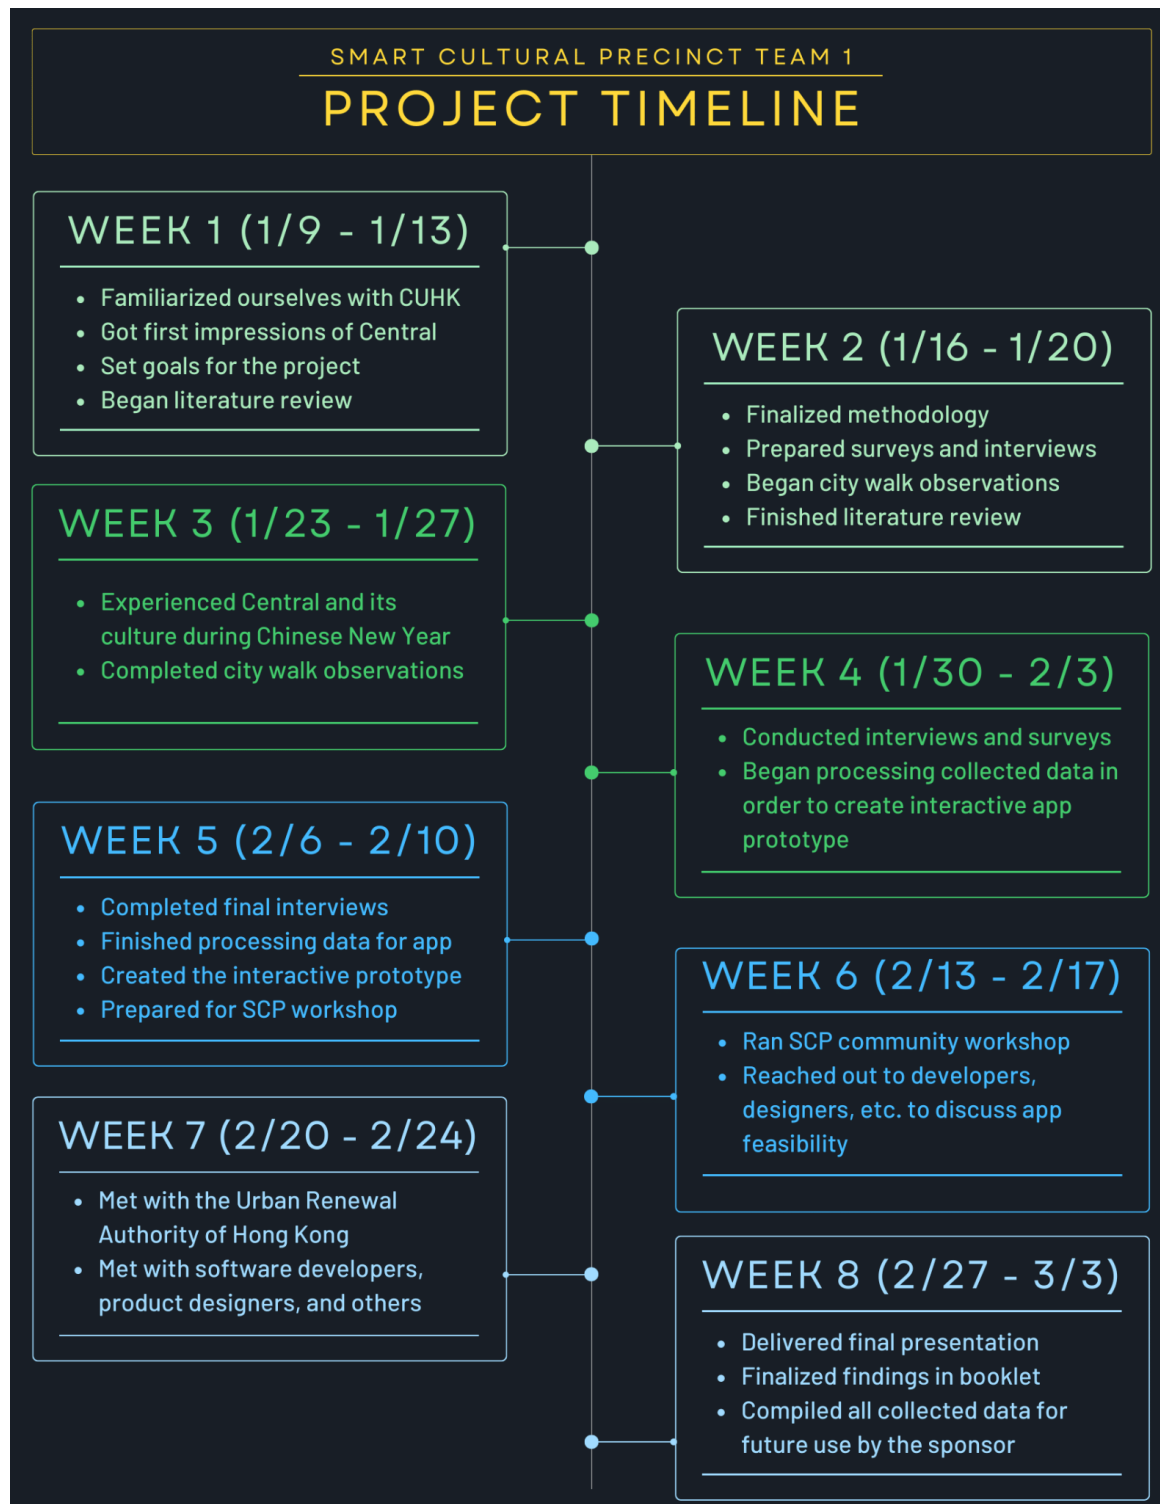 SMART CULTURAL PRECINCT TEAM 1
PROJECT TIMELINE
WEEK 1 (1/9 - 1/13)
• Familiarized ourselves with CUHK
• Got first impressions of Central
• Set goals for the project
• Began literature review
WEEK 2 (1/16 - 1/20)
• Finalized methodology
• Prepared surveys and interviews
• Began city walk observations
• Finished literature review
WEEK 3 (1/23 - 1/27)
• Experienced Central and its
culture during Chinese New Year
• Completed city walk observations
WEEK 4 (1/30 - 2/3)
• Conducted interviews and surveys
• Began processing collected data in
order to create interactive app
prototype
WEEK 5 (2/6 - 2/10)
• Completed final interviews
• Finished processing data for app
• Created the interactive prototype
• Prepared for SCP workshop
WEEK 6 (2/13 - 2/17)
• Ran SCP community workshop
• Reached out to developers,
designers, etc. to discuss app
feasibility
WEEK 7 (2/20 - 2/24)
• Met with the Urban Renewal
Authority of Hong Kong
• Met with software developers,
product designers, and others
WEEK 8 (2/27 - 3/3)
• Delivered final presentation
• Finalized findings in booklet
• Compiled all collected data for
future use by the sponsor